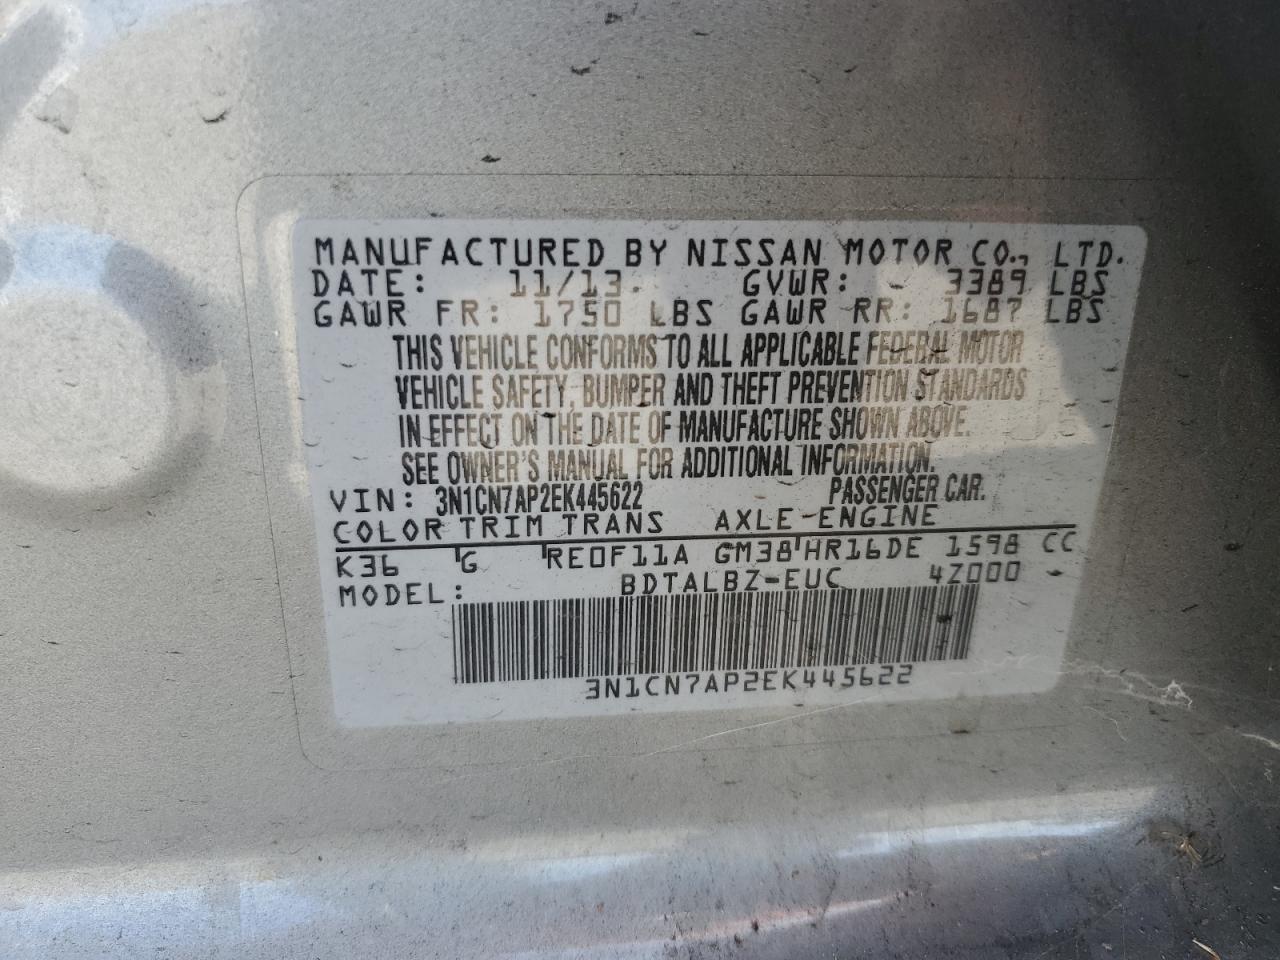 MANUFACTURED BY NISSAN MOTOR CO., LTD.
DATE: 11/13 GVWR: 3389 LBS
GAWR FR: 1750 LBS GAWR RR: 1687 LBS
THIS VEHICLE CONFORMS TO ALL APPLICABLE FEDERAL MOTOR
VEHICLE SAFETY, BUMPER AND THEFT PREVENTION STANDARDS
IN EFFECT ON THE DATE OF MANUFACTURE SHOWN ABOVE.
SEE OWNER'S MANUAL FOR ADDITIONAL INFORMATION.
VIN: 3N1CN7AP2EK445622 PASSENGER CAR.
COLOR TRIM TRANS AXLE ENGINE
K36 G RE0F11A GM38 HR16DE 1598 CC
MODEL: BDTALBZ-EUC 4Z000 -
3N1CN7AP2EK445622